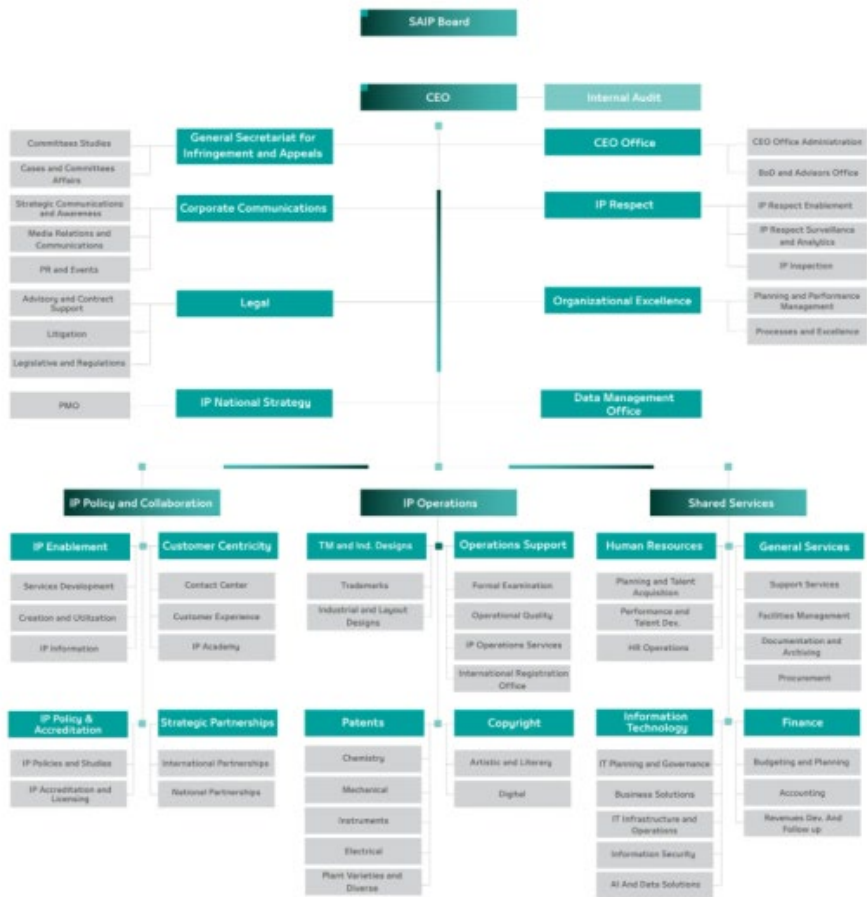 SAIP Board
CEO
Internal Audit
General Secretariat for
Infringement and Appeals
Committees Studies
Cases and Committees
Affairs
CEO Office
CEO Office Administration
BoD and Advisors Office
Corporate Communications
Strategic Communications
and Awareness
Media Relations and
Communications
PR and Events
IP Respect
IP Respect Enablement
IP Respect Surveillance
and Analytics
IP Inspection
Legal
Advisory and Contract
Support
Litigation
Legislative and Regulations
Organizational Excellence
Planning and Performance
Management
Processes and Excellence
IP National Strategy
PMO
Data Management
Office
IP Policy and Collaboration
IP Enablement
Services Development
Creation and Utilization
IP Information
Customer Centricity
Contact Center
Customer Experience
IP Academy
IP Policy &
Accreditation
IP Policies and Studies
IP Accreditation and
Licensing
Strategic Partnerships
International Partnerships
National Partnerships
IP Operations
TM and Ind. Designs
Trademarks
Industrial and Layout
Designs
Operations Support
Formal Examination
Operational Quality
IP Operations Services
International Registration
Office
Patents
Chemistry
Mechanical
Instruments
Electrical
Plant Varieties and
Diverse
Copyright
Artistic and Literary
Digital
Shared Services
Human Resources
Planning and Talent
Acquisition
Performance and
Talent Dev.
HR Operations
General Services
Support Services
Facilities Management
Documentation and
Archiving
Procurement
Information
Technology
IT Planning and Governance
Business Solutions
IT Infrastructure and
Operations
Information Security
AI And Data Solutions
Finance
Budgeting and Planning
Accounting
Revenues Dev. And
Follow up